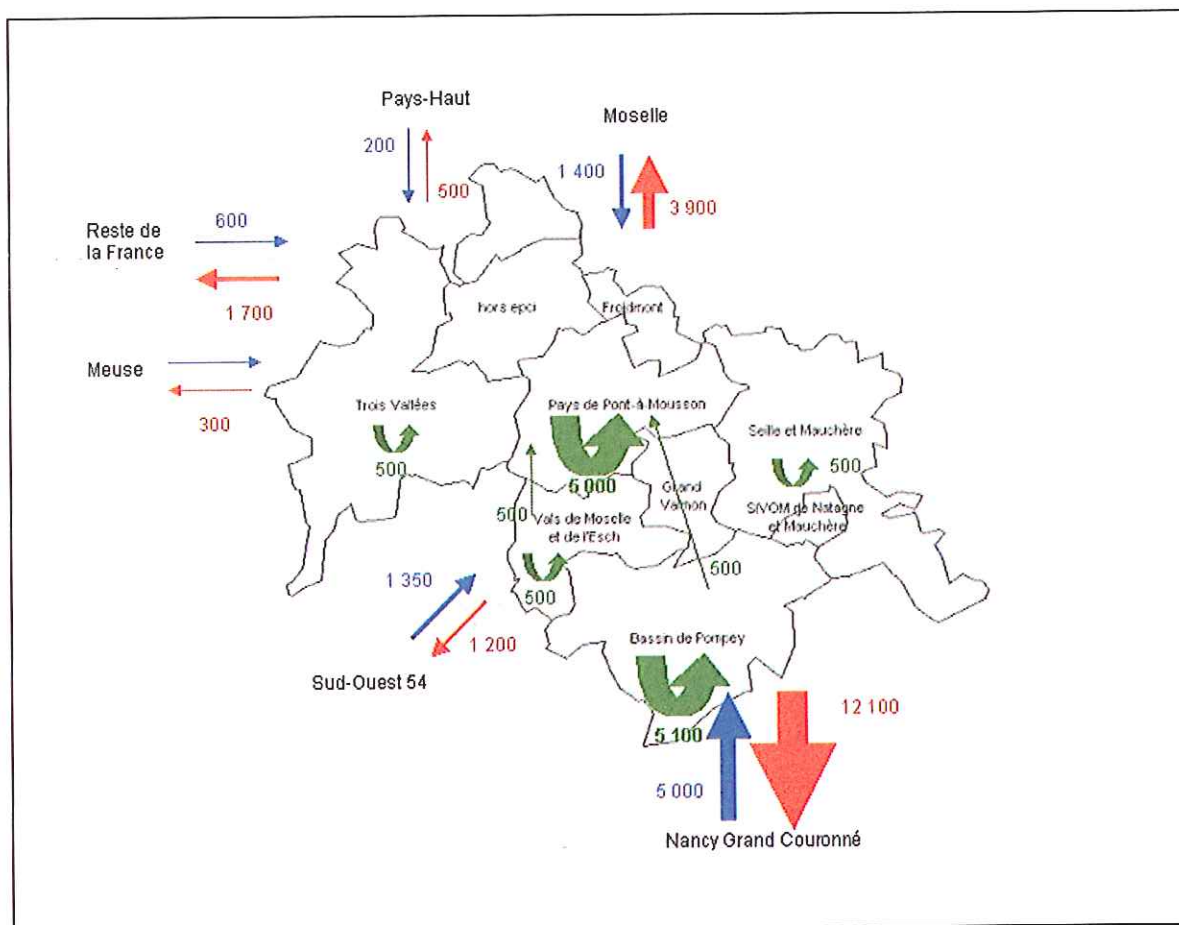 Pays-Haut
Moselle
200
500
1 400
3 900
Reste de
la France
600
1 700
Meuse
300
hors epci
Froidmont
Trois Vallées
500
Pays de Pont-à-Mousson
5 000
Seille et Mauchère
500
Grand
Valmon
SIVOM de Natagne
et Mauchère
500
Vals de Moselle
et de l'Esch
500
600
1 350
1 200
Sud-Ouest 54
Bassin de Pompey
5 100
12 100
5 000
Nancy Grand Couronné